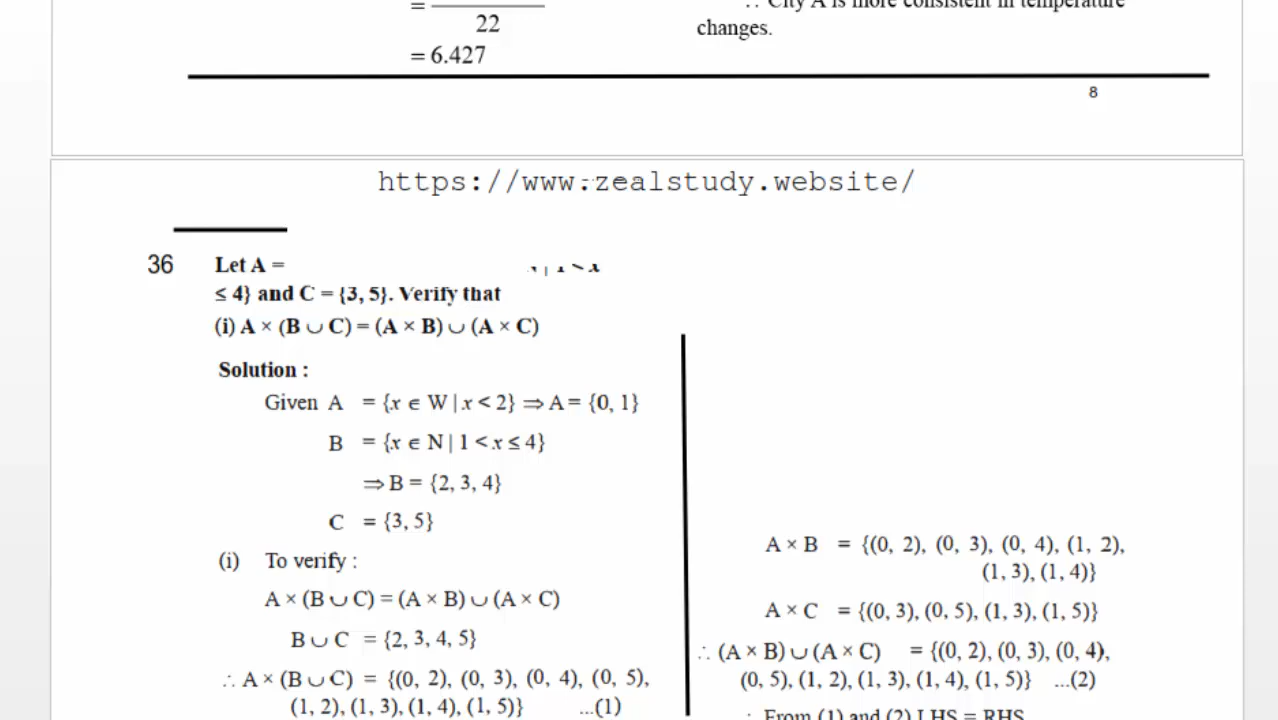 =
22
= 6.427
∴ City A is more consistent in temperature
changes.
8
https://www.zealstudy.website/
36
Let A =
≤ 4} and C = {3, 5}. Verify that
(i) A × (B ∪ C) = (A × B) ∪ (A × C)
Solution :
Given A = {x ∈ W | x < 2} ⇒ A = {0, 1}
B = {x ∈ N | 1 < x ≤ 4}
⇒ B = {2, 3, 4}
C = {3, 5}
(i) To verify :
A × (B ∪ C) = (A × B) ∪ (A × C)
B ∪ C = {2, 3, 4, 5}
∴ A × (B ∪ C) = {(0, 2), (0, 3), (0, 4), (0, 5),
(1, 2), (1, 3), (1, 4), (1, 5)} ...(1)
A × B = {(0, 2), (0, 3), (0, 4), (1, 2),
(1, 3), (1, 4)}
A × C = {(0, 3), (0, 5), (1, 3), (1, 5)}
∴ (A × B) ∪ (A × C) = {(0, 2), (0, 3), (0, 4),
(0, 5), (1, 2), (1, 3), (1, 4), (1, 5)} ...(2)
∴ From (1) and (2) LHS = RHS